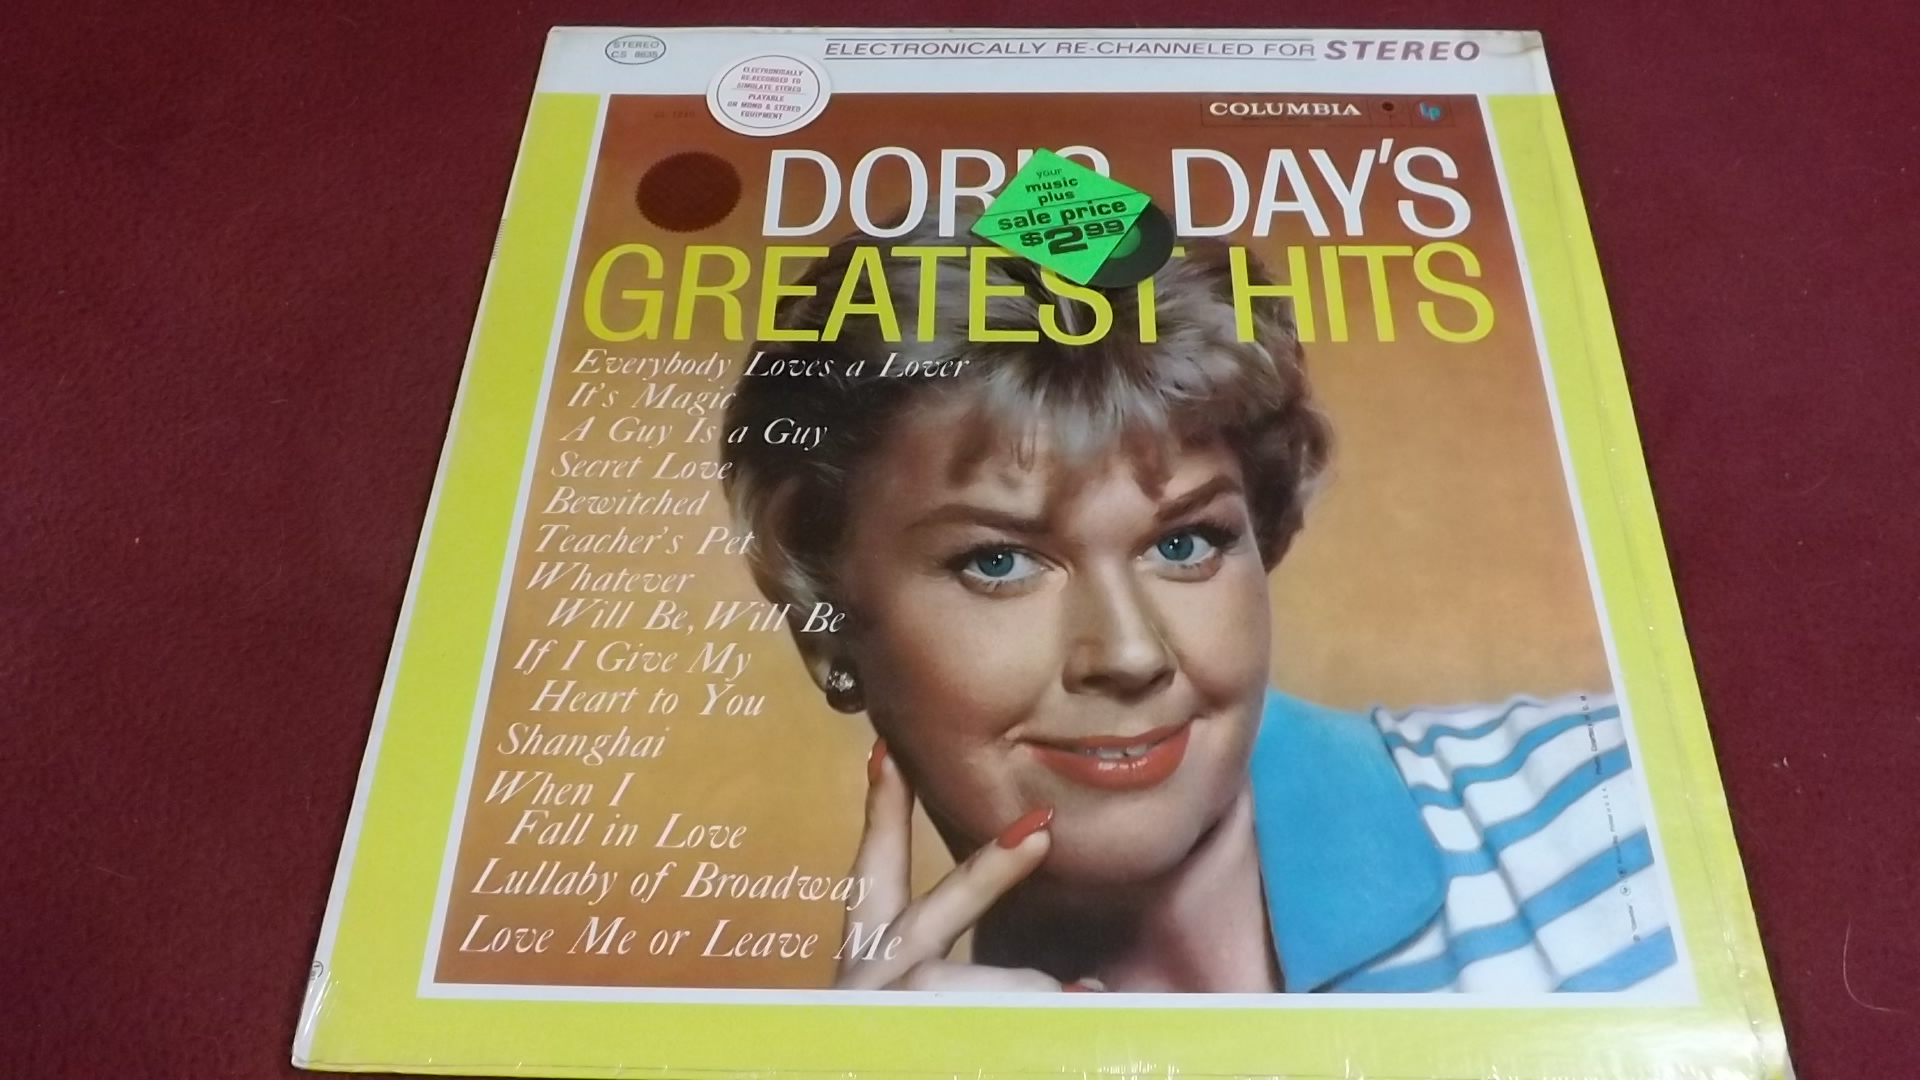 STEREO
CS 8635
ELECTRONICALLY RE-CHANNELED FOR STEREO
ELECTRONICALLY
RE-RECORDED TO
SIMULATE STEREO
PLAYABLE
ON MONO & STEREO
EQUIPMENT
COLUMBIA Lp
DORIS DAY'S
your
music
plus
sale price
$2.99
GREATEST HITS
Everybody Loves a Lover
It's Magic
A Guy Is a Guy
Secret Love
Bewitched
Teacher's Pet
Whatever
Will Be, Will Be
If I Give My
Heart to You
Shanghai
When I
Fall in Love
Lullaby of Broadway
Love Me or Leave Me